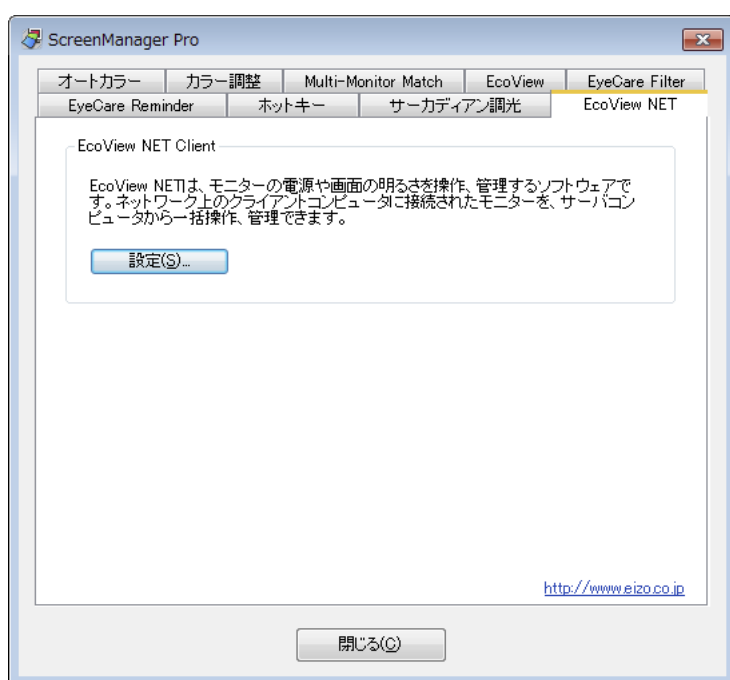 ScreenManager Pro
オートカラー カラー調整 Multi-Monitor Match EcoView EyeCare Filter
EyeCare Reminder ホットキー サーカディアン調光 EcoView NET
EcoView NET Client
EcoView NETは、モニターの電源や画面の明るさを操作、管理するソフトウェアで
す。ネットワーク上のクライアントコンピュータに接続されたモニターを、サーバコン
ピュータから一括操作、管理できます。
設定(S)...
http://www.eizo.co.jp
閉じる(C)